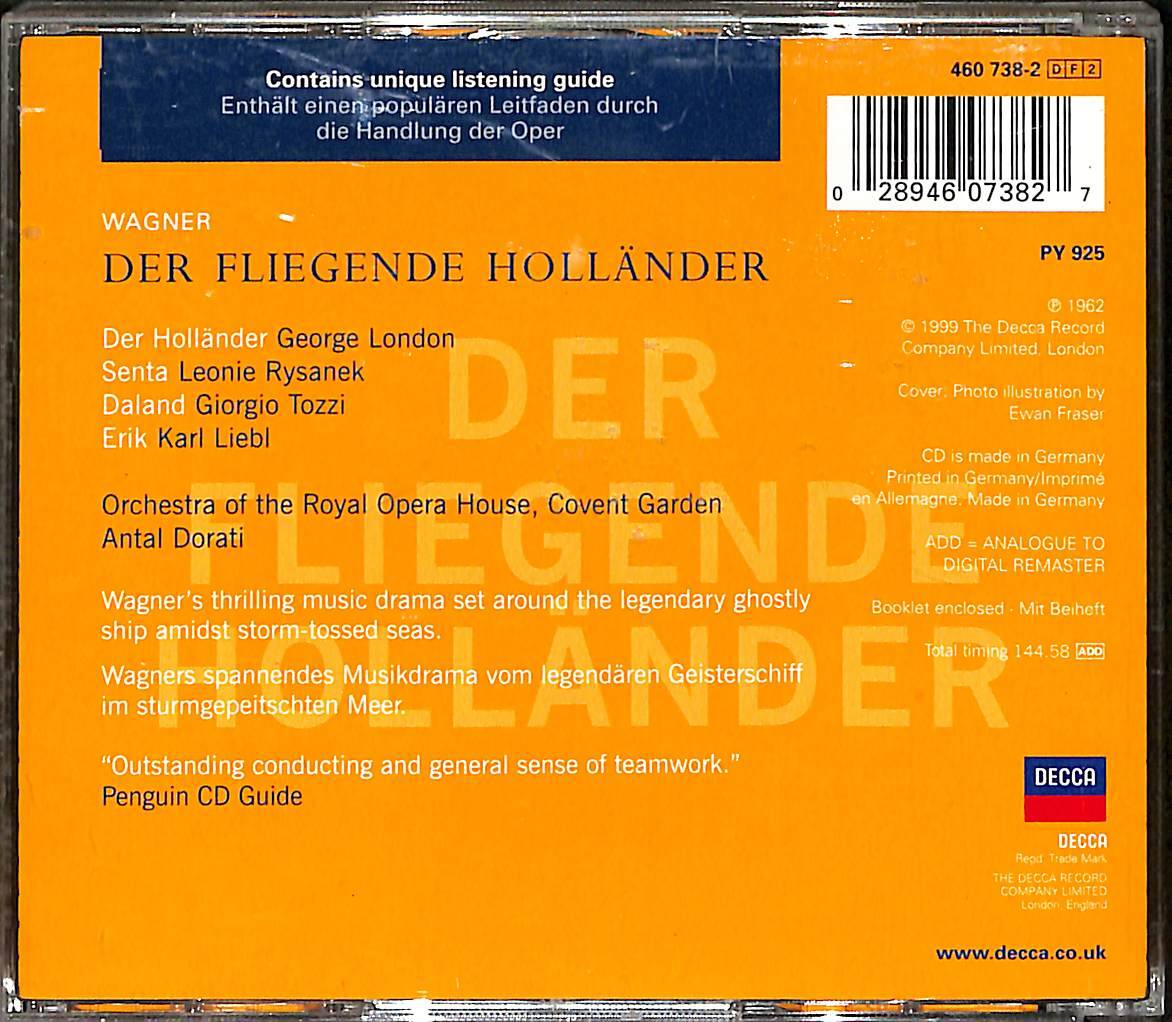 Contains unique listening guide
Enthält einen populären Leitfaden durch
die Handlung der Oper
WAGNER
DER FLIEGENDE HOLLÄNDER
Der Holländer George London
Senta Leonie Rysanek
Daland Giorgio Tozzi
Erik Karl Liebl
Orchestra of the Royal Opera House, Covent Garden
Antal Dorati
Wagner's thrilling music drama set around the legendary ghostly
ship amidst storm-tossed seas.
Wagners spannendes Musikdrama vom legendären Geisterschiff
im sturmgepeitschten Meer.
“Outstanding conducting and general sense of teamwork.”
Penguin CD Guide
DER
FLIEGENDE
HOLLÄNDER
460 738-2 DF2
0 28946 07382 7
PY 925
℗ 1962
© 1999 The Decca Record
Company Limited, London
Cover: Photo illustration by
Ewan Fraser
CD is made in Germany
Printed in Germany/Imprimé
en Allemagne. Made in Germany
ADD = ANALOGUE TO
DIGITAL REMASTER
Booklet enclosed · Mit Beiheft
Total timing 144.58 ADD
DECCA
DECCA
Regd. Trade Mark
THE DECCA RECORD
COMPANY LIMITED
London, England
www.decca.co.uk